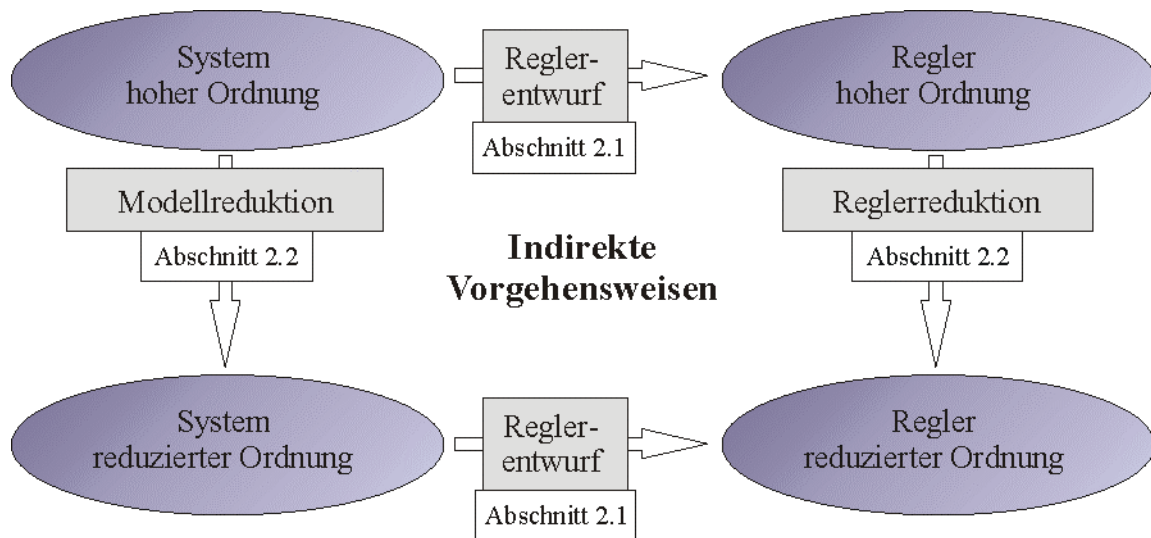 System
hoher Ordnung
Regler-
entwurf
Abschnitt 2.1
Regler
hoher Ordnung
Modellreduktion
Abschnitt 2.2
Indirekte
Vorgehensweisen
Reglerreduktion
Abschnitt 2.2
System
reduzierter Ordnung
Regler-
entwurf
Abschnitt 2.1
Regler
reduzierter Ordnung